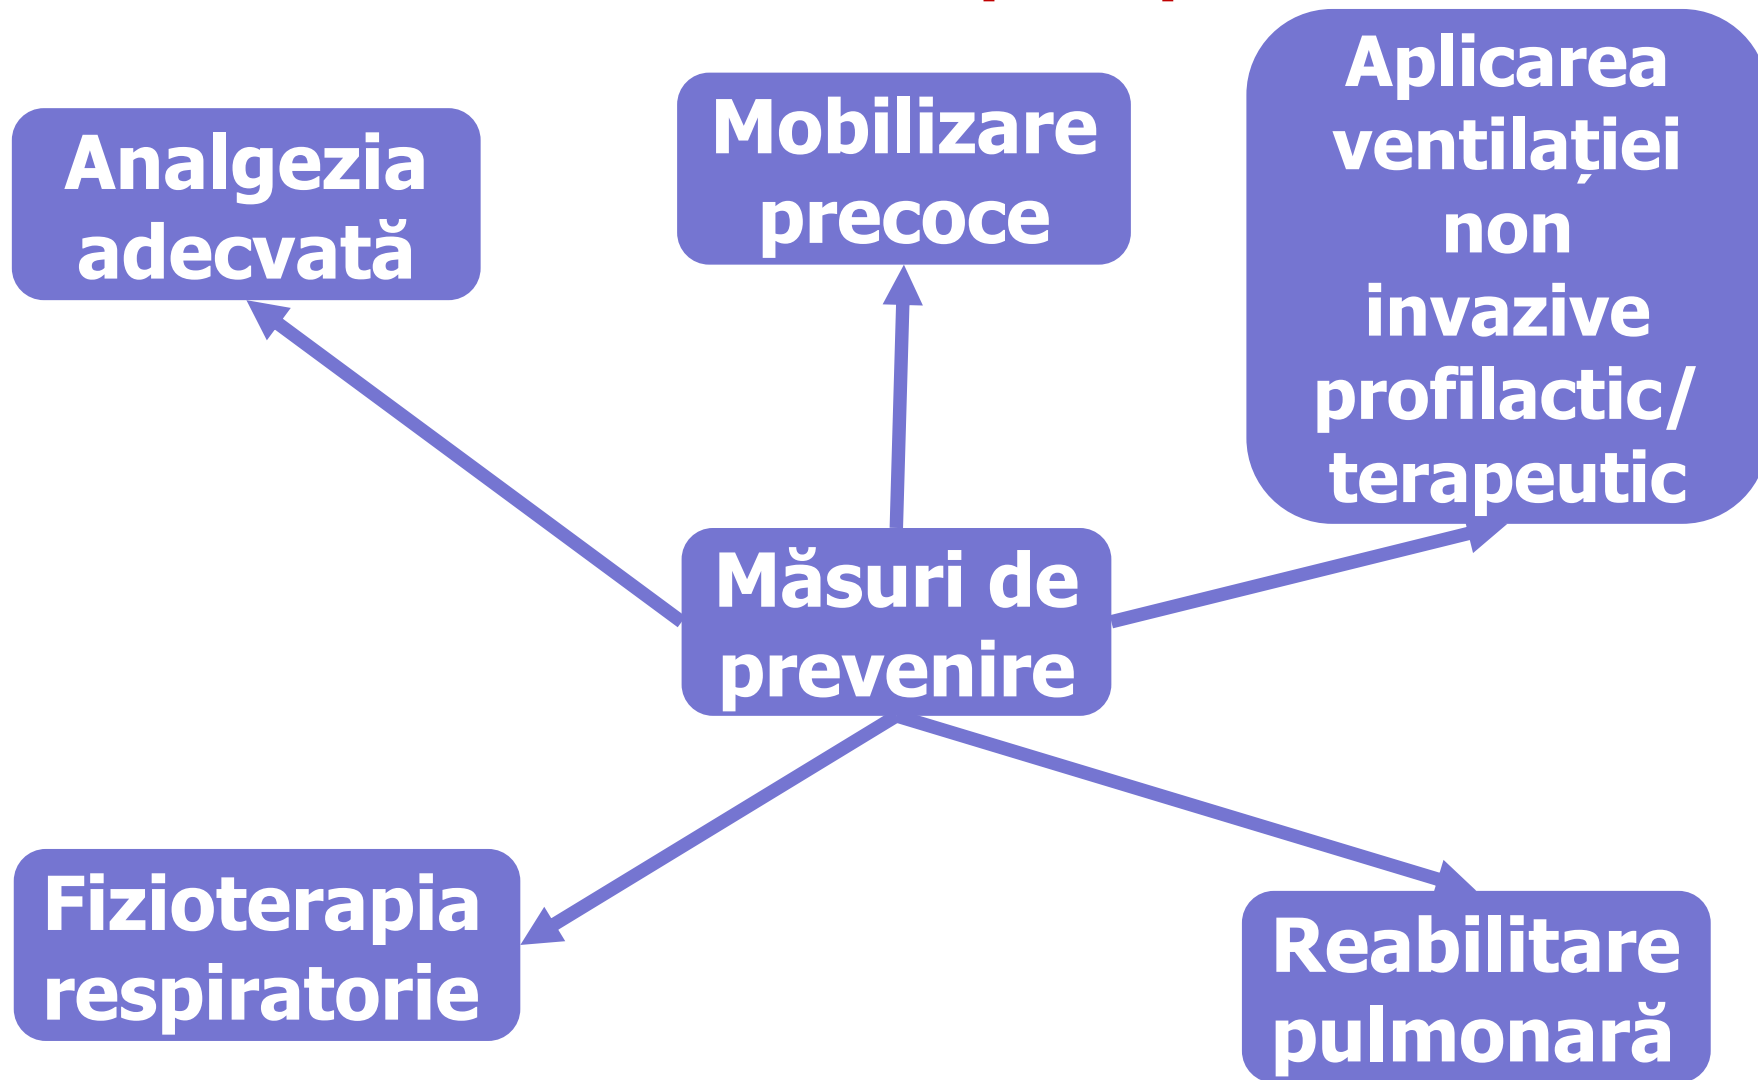 Analgezia
adecvată
Mobilizare
precoce
Aplicarea
ventilației
non
invazive
profilactic/
terapeutic
Măsuri de
prevenire
Fizioterapia
respiratorie
Reabilitare
pulmonară